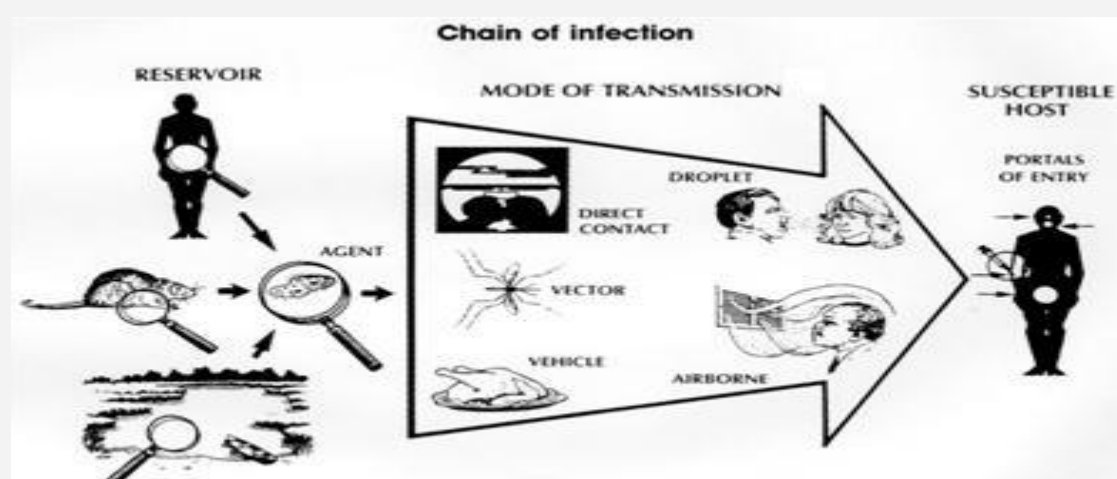 Chain of infection
RESERVOIR
MODE OF TRANSMISSION
SUSCEPTIBLE
HOST
PORTALS
OF ENTRY
DROPLET
DIRECT
CONTACT
AGENT
VECTOR
VEHICLE
AIRBORNE